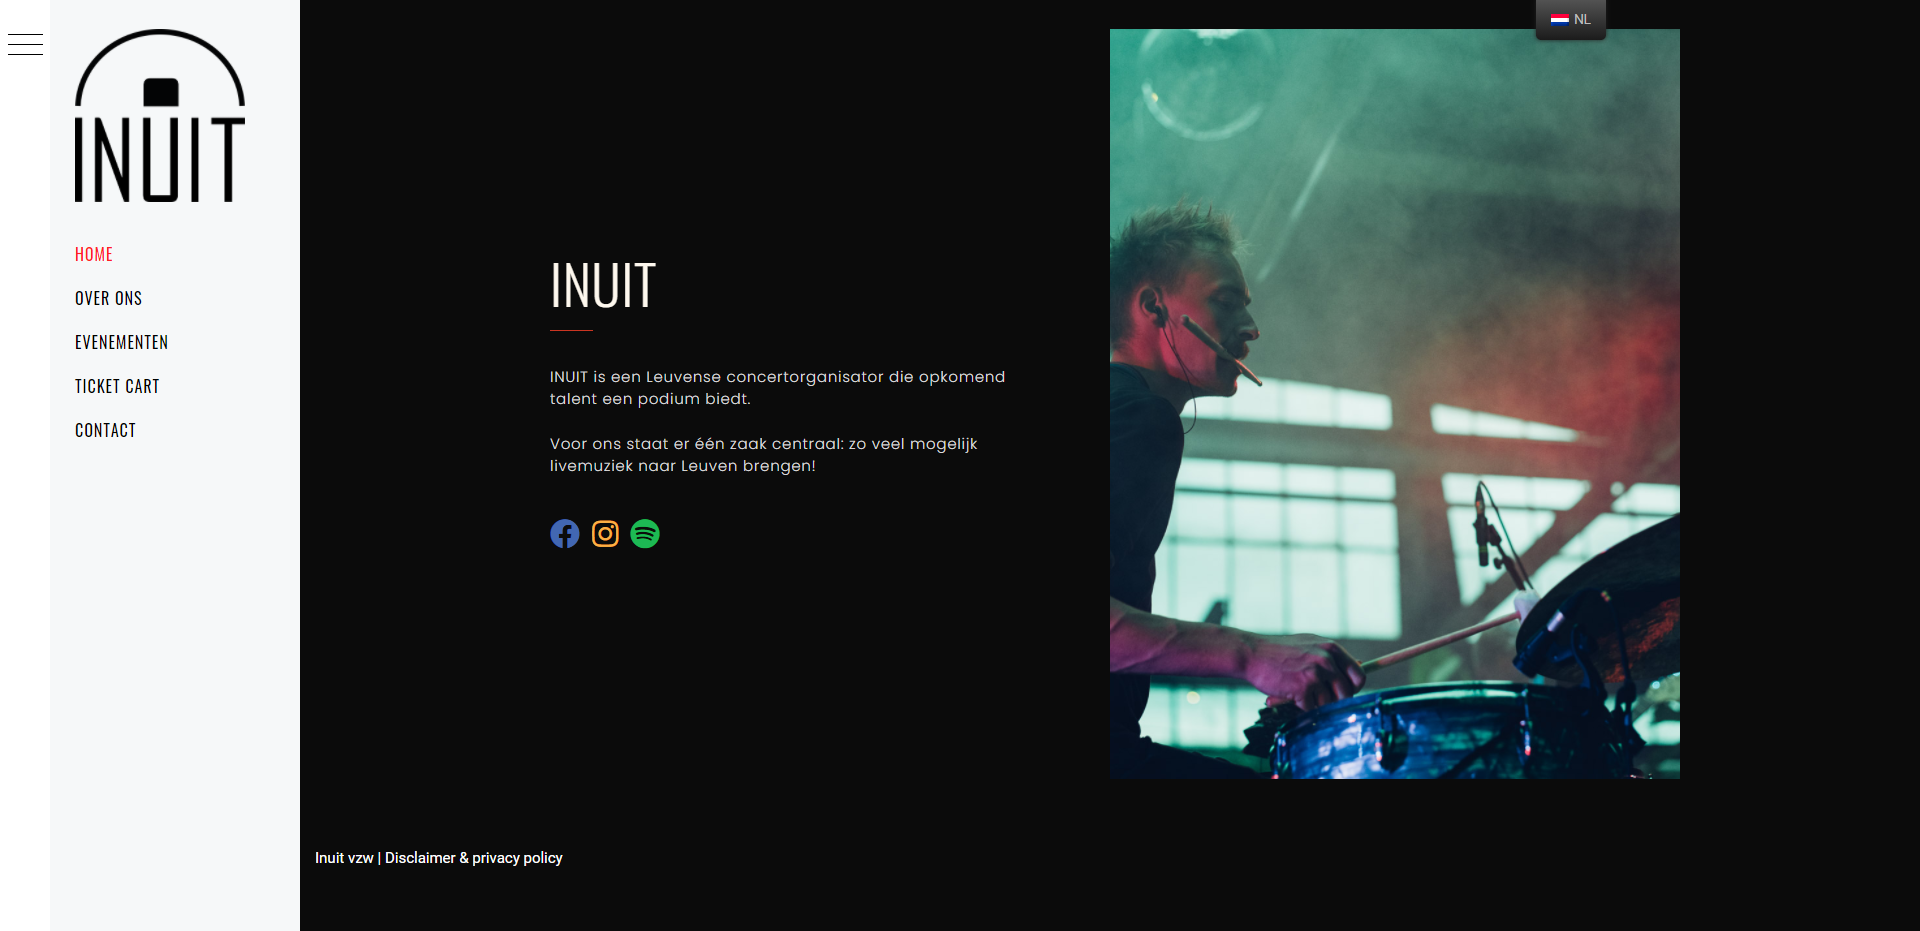 NL
INUIT
HOME
OVER ONS
EVENEMENTEN
TICKET CART
CONTACT
INUIT
INUIT is een Leuvense concertorganisator die opkomend
talent een podium biedt.
Voor ons staat er één zaak centraal: zo veel mogelijk
livemuziek naar Leuven brengen!
Inuit vzw | Disclaimer & privacy policy